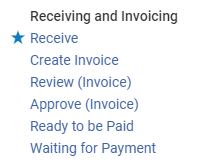 Receiving and Invoicing
Receive
Create Invoice
Review (Invoice)
Approve (Invoice)
Ready to be Paid
Waiting for Payment